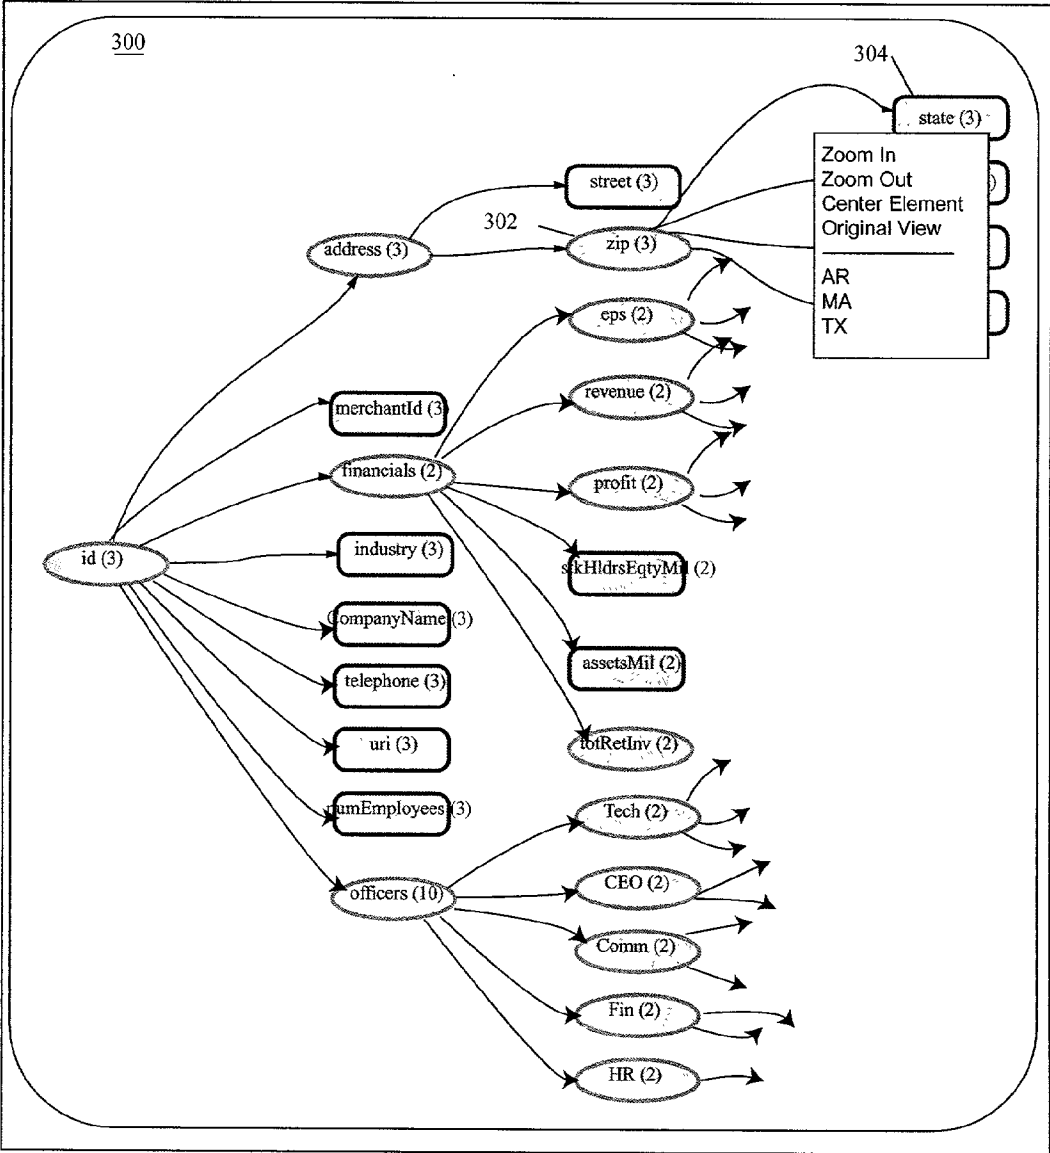 300
304
state (3)
Zoom In
Zoom Out
Center Element
Original View
AR
MA
TX
)
street (3)
302
zip (3)
address (3)
eps (2)
revenue (2)
merchantId (3)
financials (2)
profit (2)
id (3)
industry (3)
stkHldrsEqtyMil (2)
CompanyName (3)
assetsMil (2)
telephone (3)
uri (3)
totRetInv (2)
numEmployees (3)
Tech (2)
officers (10)
CEO (2)
Comm (2)
Fin (2)
HR (2)